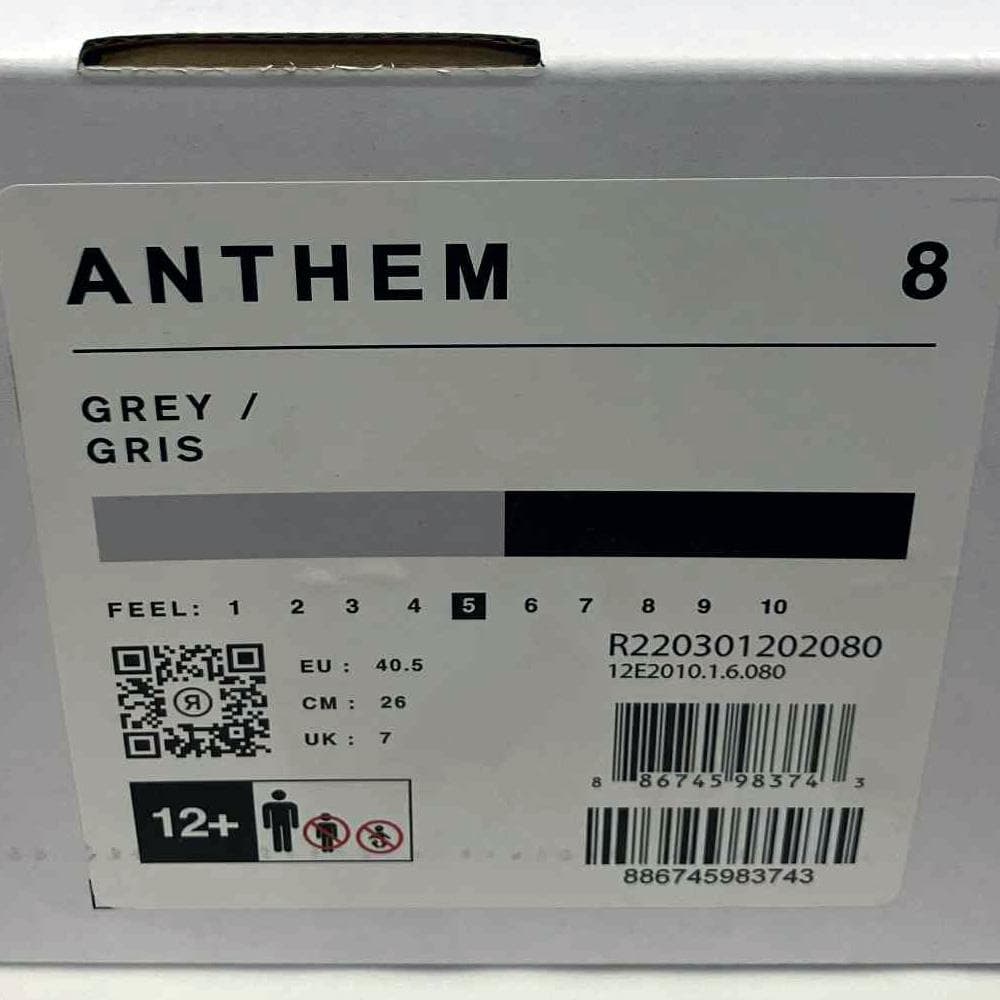 ANTHEM 8
GREY /
GRIS
FEEL: 1 2 3 4 5 6 7 8 9 10
EU : 40.5
CM : 26
UK : 7
R220301202080
12E2010.1.6.080
8 86745 98374 3
886745983743
12+